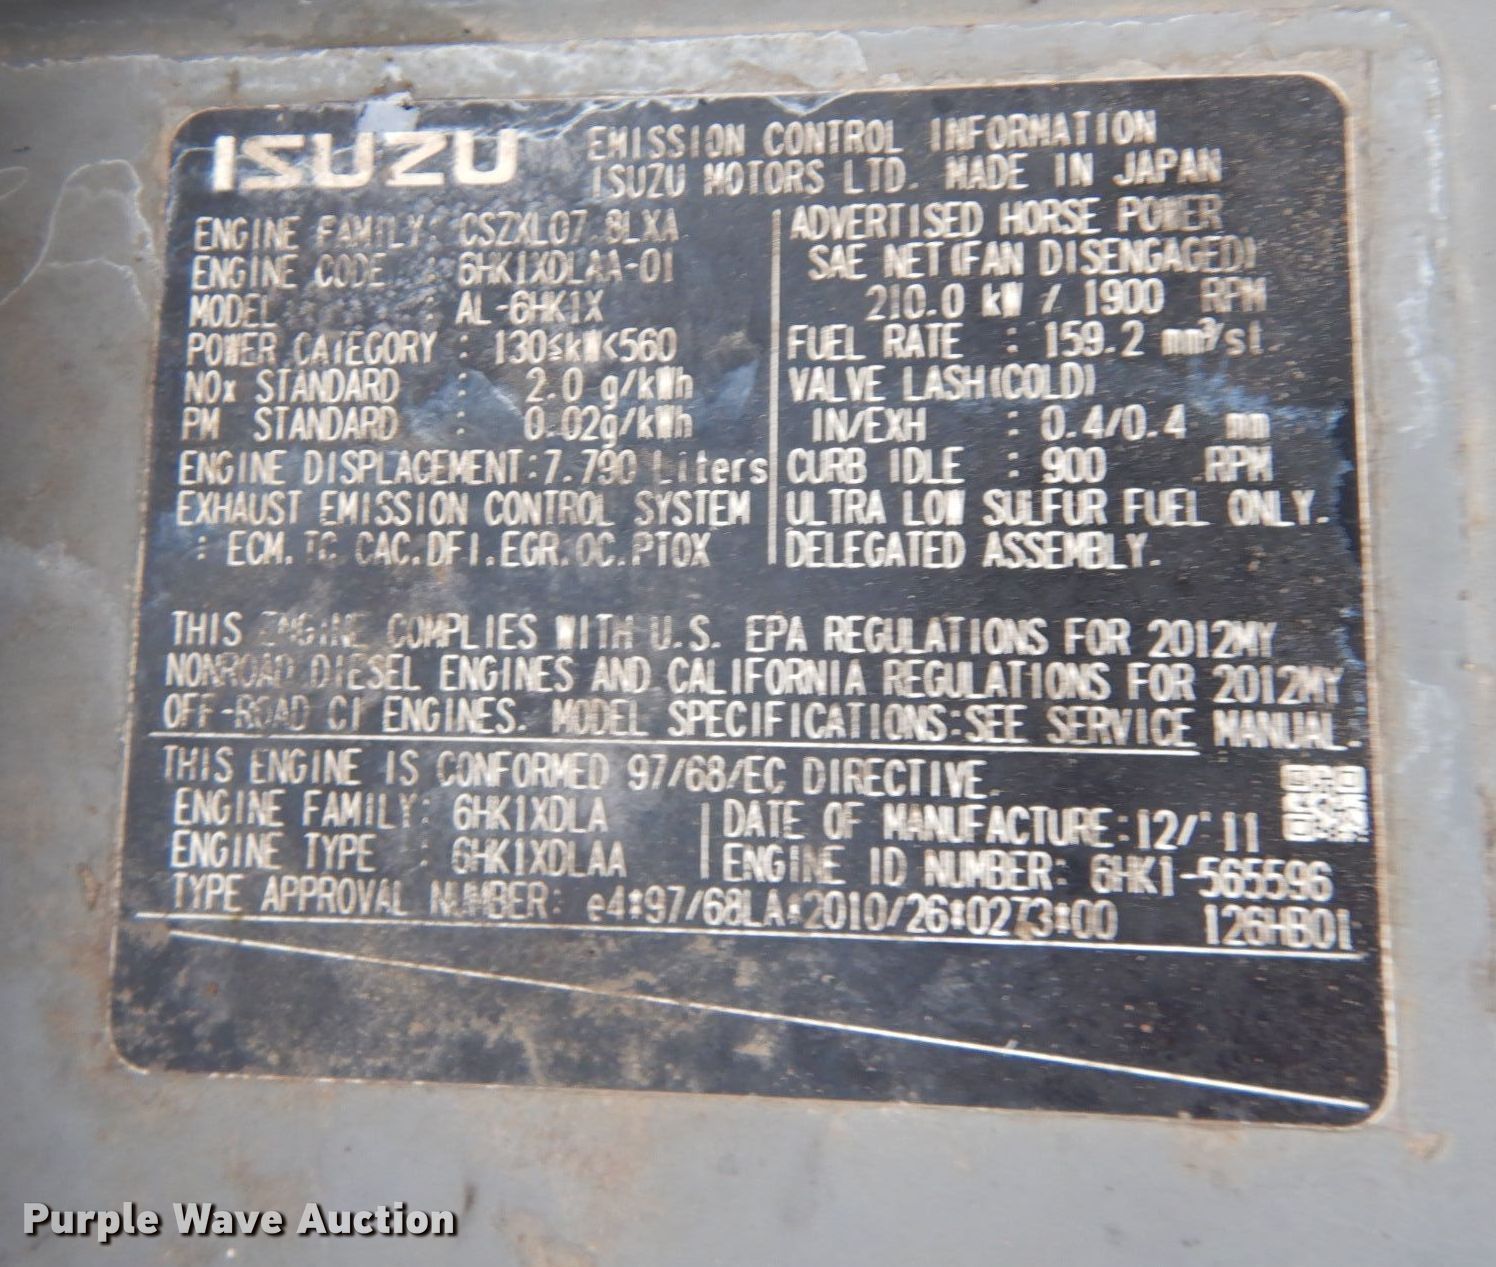 ISUZU EMISSION CONTROL INFORMATION
ISUZU MOTORS LTD. MADE IN JAPAN
ENGINE FAMILY: CSZXL07.8LXA
ENGINE CODE : 6HK1XDLAA-01
MODEL : AL-6HK1X
POWER CATEGORY : 130≤kW<560
NOx STANDARD : 2.0 g/kWh
PM STANDARD : 0.02g/kWh
ENGINE DISPLACEMENT:7.790 Liters
EXHAUST EMISSION CONTROL SYSTEM
: ECM. TC. CAC. DFI. EGR. OC. PTOX
ADVERTISED HORSE POWER
SAE NET(FAN DISENGAGED)
210.0 kW / 1900 RPM
FUEL RATE : 159.2 mm³/st.
VALVE LASH(COLD)
IN/EXH : 0.4/0.4 mm
CURB IDLE : 900 RPM
ULTRA LOW SULFUR FUEL ONLY.
DELEGATED ASSEMBLY.
THIS ENGINE COMPLIES WITH U.S. EPA REGULATIONS FOR 2012MY
NONROAD DIESEL ENGINES AND CALIFORNIA REGULATIONS FOR 2012MY
OFF-ROAD CI ENGINES. MODEL SPECIFICATIONS:SEE SERVICE MANUAL.
THIS ENGINE IS CONFORMED 97/68/EC DIRECTIVE.
ENGINE FAMILY: 6HK1XDLA
ENGINE TYPE : 6HK1XDLAA
DATE OF MANUFACTURE:12/'11
ENGINE ID NUMBER: 6HK1-565596
TYPE APPROVAL NUMBER: e4*97/68LA*2010/26*0273*00 126HB01
Purple Wave Auction